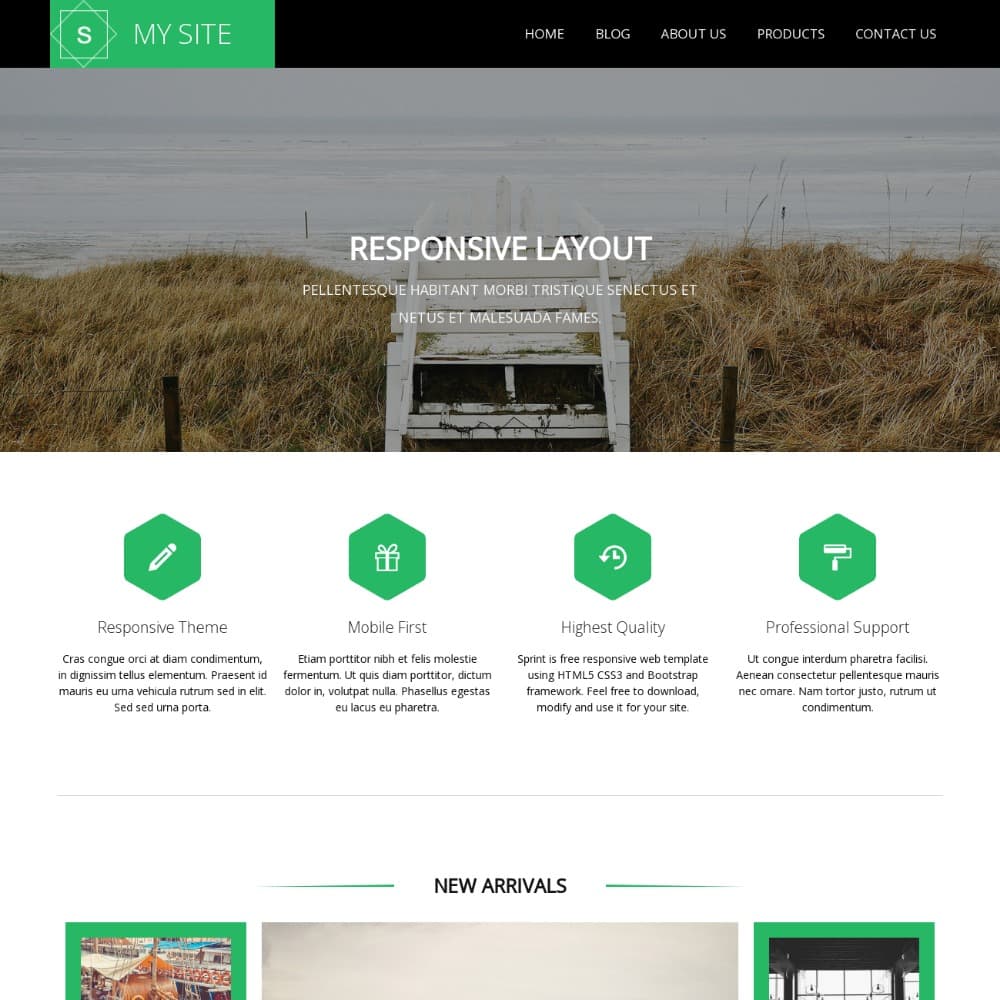 S
MY SITE
HOME
BLOG
ABOUT US
PRODUCTS
CONTACT US
RESPONSIVE LAYOUT
PELLENTESQUE HABITANT MORBI TRISTIQUE SENECTUS ET
NETUS ET MALESUADA FAMES.
Responsive Theme
Cras congue orci at diam condimentum,
in dignissim tellus elementum. Praesent id
mauris eu urna vehicula rutrum sed in elit.
Sed sed urna porta.
Mobile First
Etiam porttitor nibh et felis molestie
fermentum. Ut quis diam porttitor, dictum
dolor in, volutpat nulla. Phasellus egestas
eu lacus eu pharetra.
Highest Quality
Sprint is free responsive web template
using HTML5 CSS3 and Bootstrap
framework. Feel free to download,
modify and use it for your site.
Professional Support
Ut congue interdum pharetra facilisi.
Aenean consectetur pellentesque mauris
nec ornare. Nam tortor justo, rutrum ut
condimentum.
NEW ARRIVALS